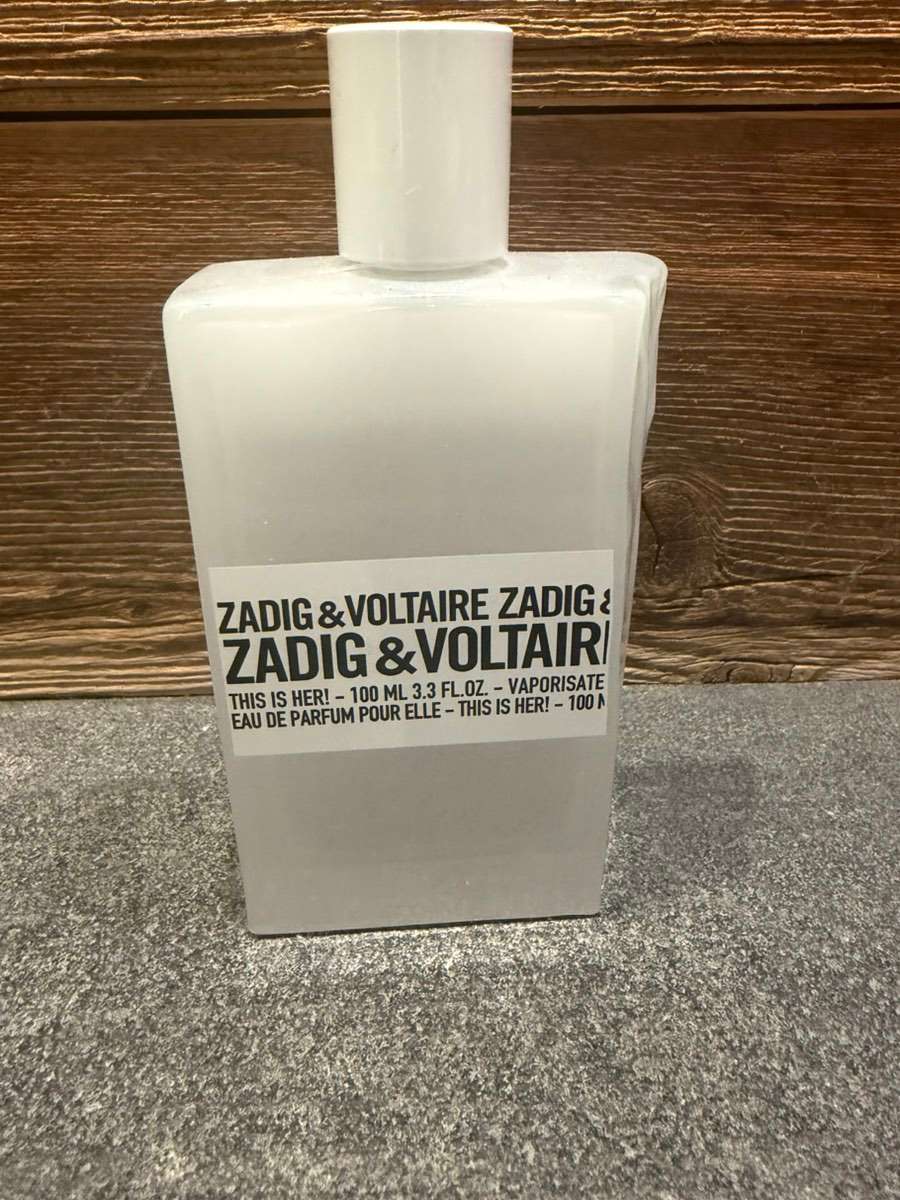 ZADIG & VOLTAIRE ZADIG &
ZADIG & VOLTAIR
THIS IS HER! – 100 ML 3.3 FL.OZ. – VAPORISATE
EAU DE PARFUM POUR ELLE – THIS IS HER! – 100